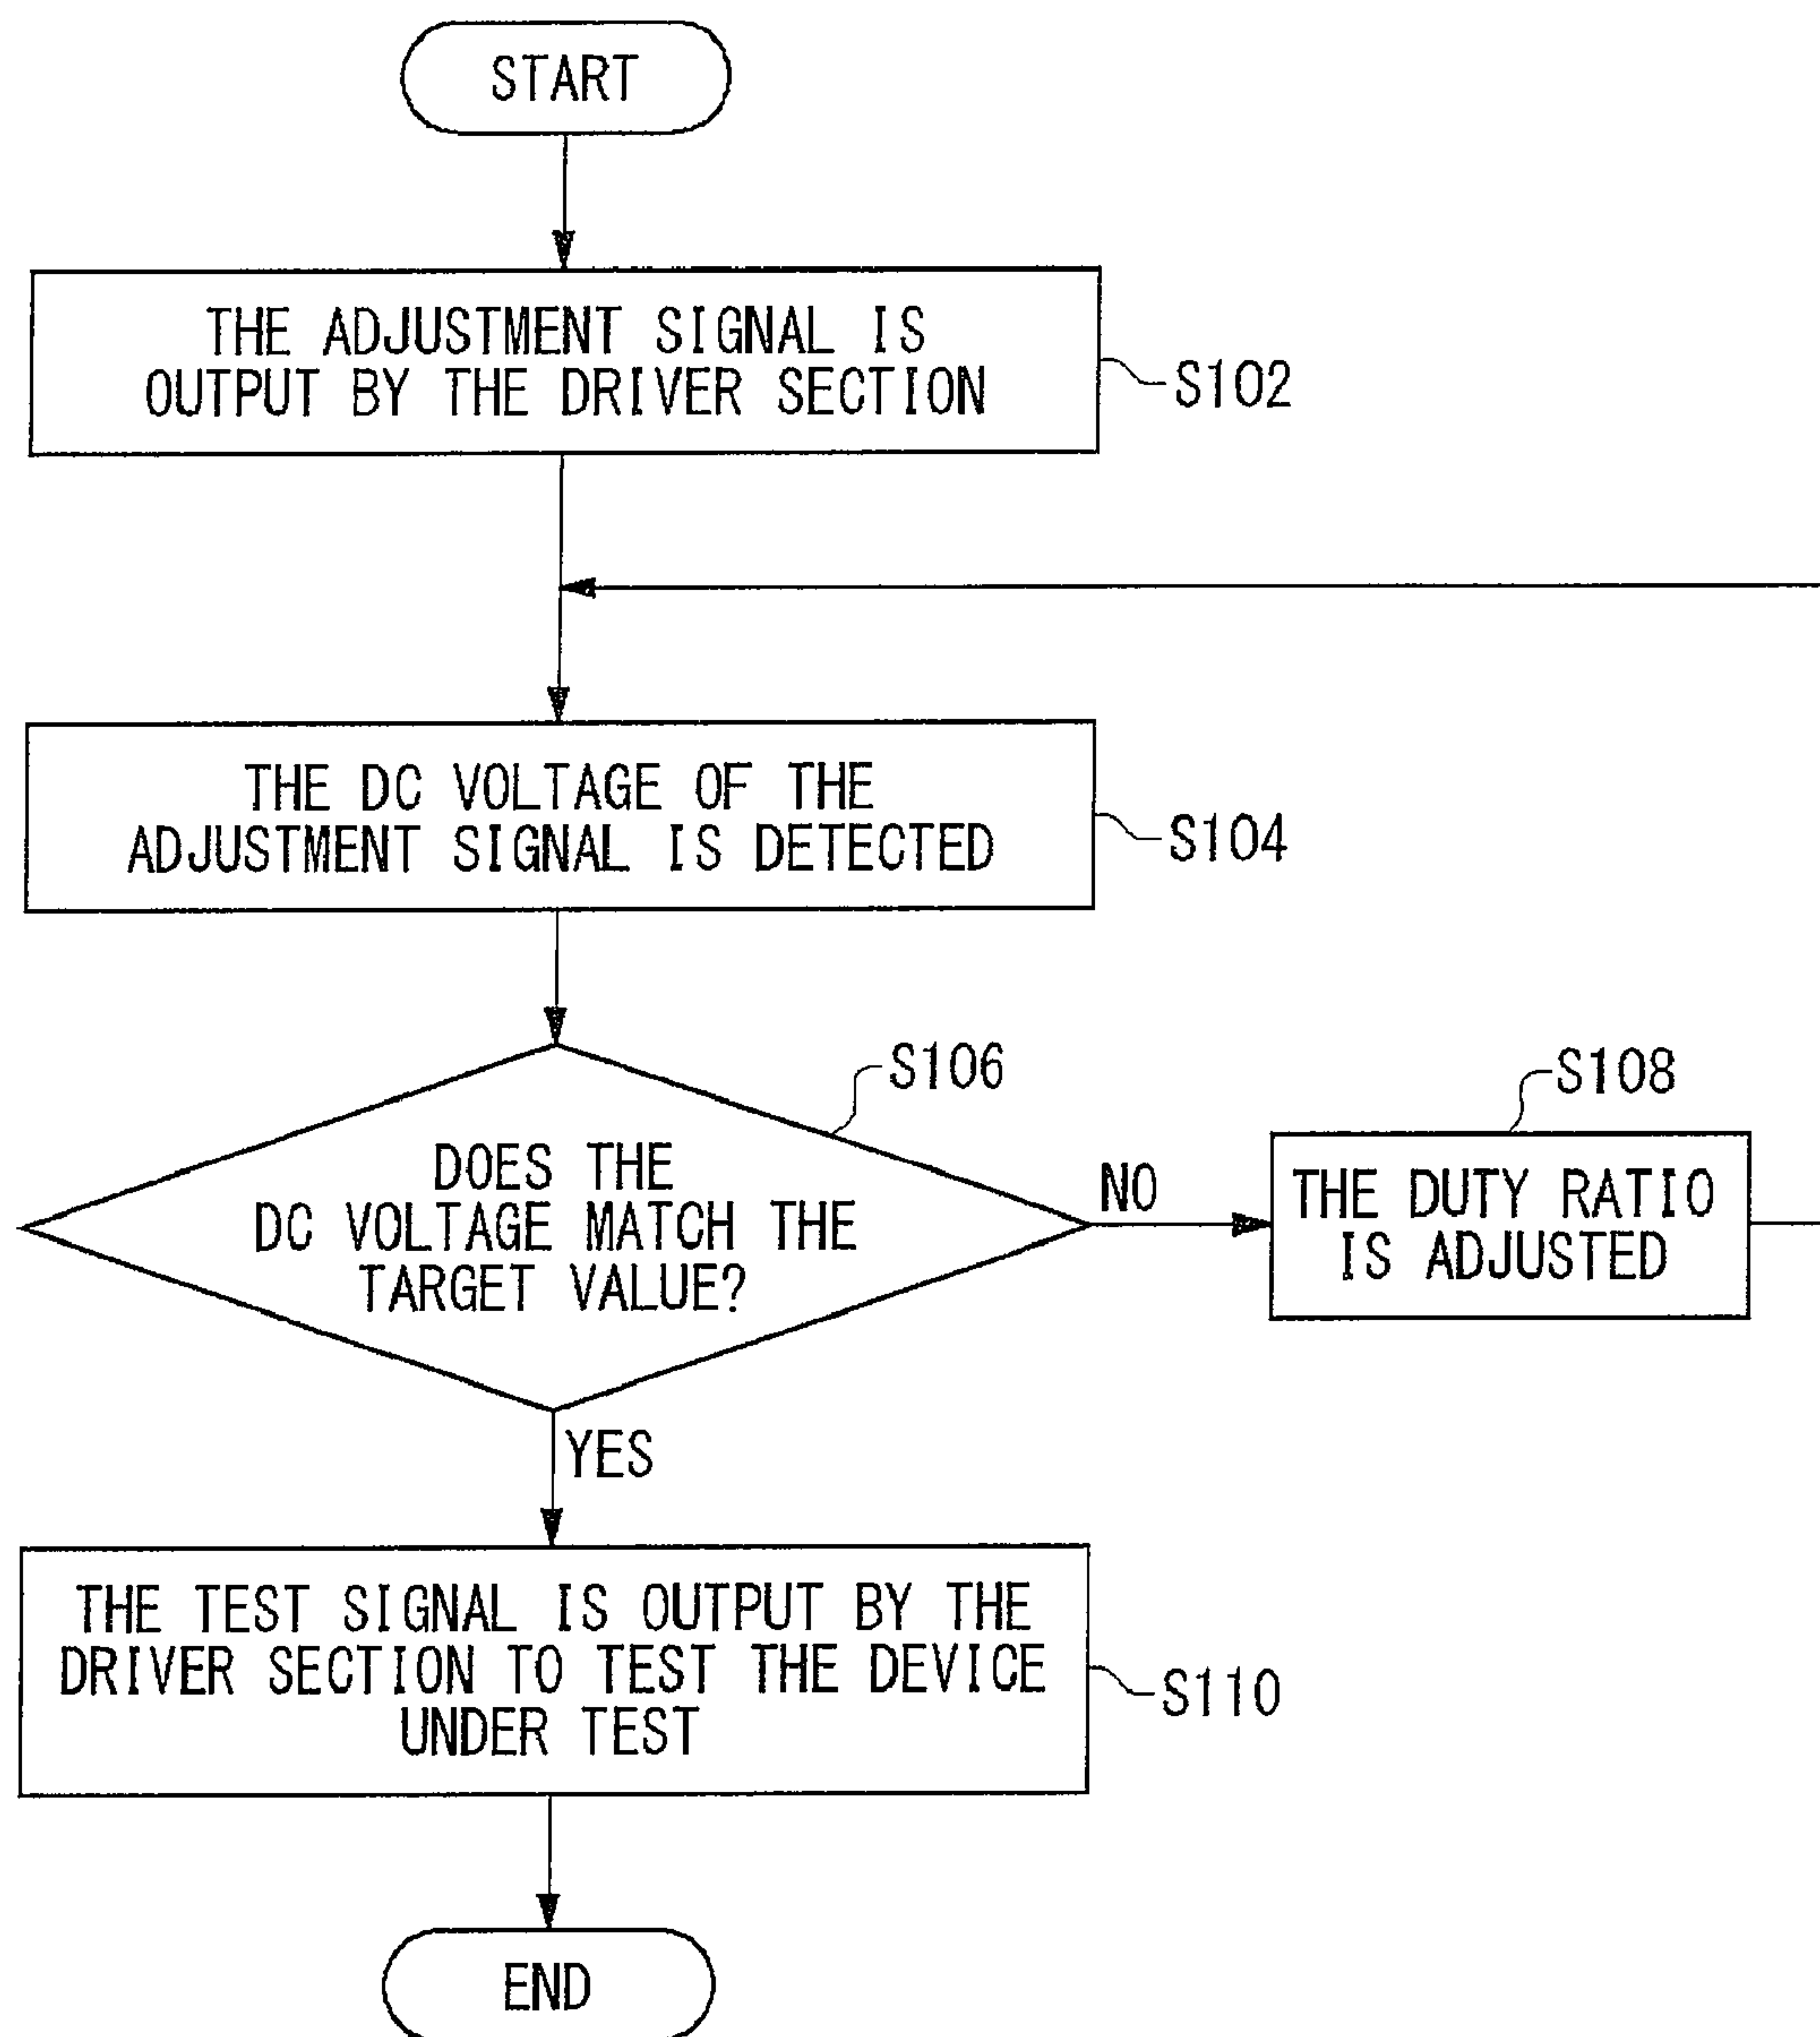 START
THE ADJUSTMENT SIGNAL IS
OUTPUT BY THE DRIVER SECTION
S102
THE DC VOLTAGE OF THE
ADJUSTMENT SIGNAL IS DETECTED
S104
S106
DOES THE
DC VOLTAGE MATCH THE
TARGET VALUE?
NO
S108
THE DUTY RATIO
IS ADJUSTED
YES
THE TEST SIGNAL IS OUTPUT BY THE
DRIVER SECTION TO TEST THE DEVICE
UNDER TEST
S110
END